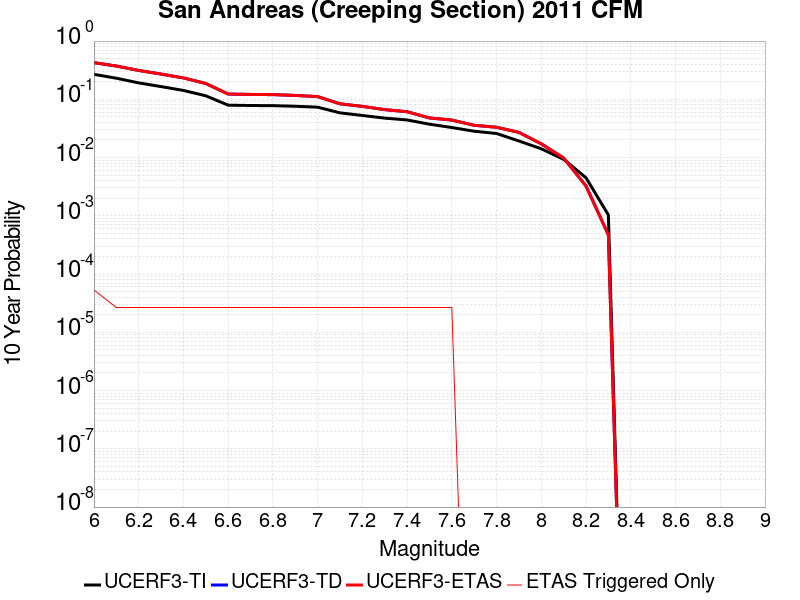 San Andreas (Creeping Section) 2011 CFM
10 Year Probability
10^0
10^-1
10^-2
10^-3
10^-4
10^-5
10^-6
10^-7
10^-8
6 6.2 6.4 6.6 6.8 7 7.2 7.4 7.6 7.8 8 8.2 8.4 8.6 8.8 9
Magnitude
UCERF3-TI UCERF3-TD UCERF3-ETAS ETAS Triggered Only